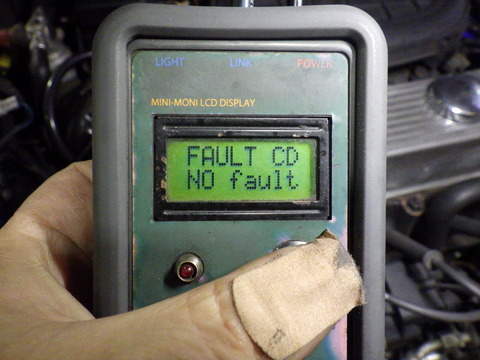 LIGHT LINK POWER
MINI-MONI LCD DISPLAY
FAULT CD
NO fault